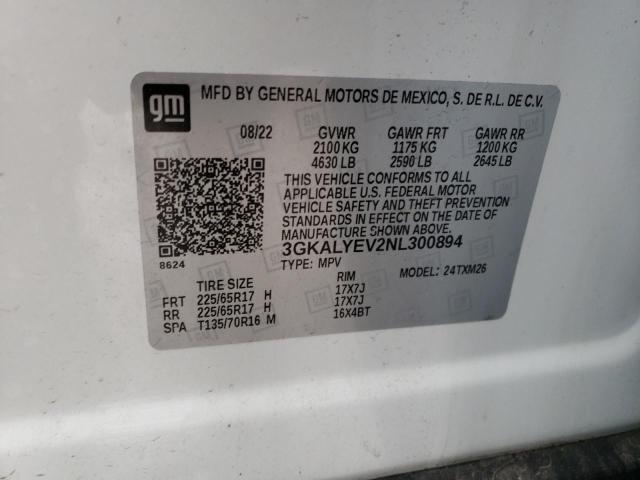 gm
MFD BY GENERAL MOTORS DE MEXICO, S. DE R.L. DE C.V.
08/22 GVWR GAWR FRT GAWR RR
2100 KG 1175 KG 1200 KG
4630 LB 2590 LB 2645 LB
THIS VEHICLE CONFORMS TO ALL
APPLICABLE U.S. FEDERAL MOTOR
VEHICLE SAFETY AND THEFT PREVENTION
STANDARDS IN EFFECT ON THE DATE OF
MANUFACTURE SHOWN ABOVE.
3GKALYEV2NL300894
8624
TYPE: MPV MODEL: 24TXM26
TIRE SIZE RIM
FRT 225/65R17 H 17X7J
RR 225/65R17 H 17X7J
SPA T135/70R16 M 16X4BT